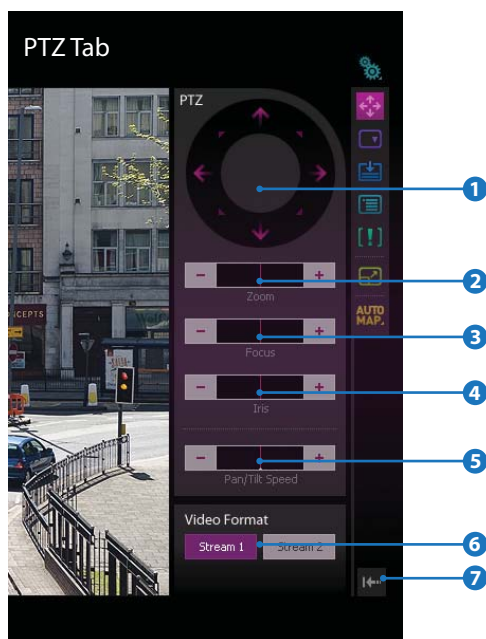 PTZ Tab
PTZ
1
Zoom
2
Focus
3
Iris
4
Pan/Tilt Speed
5
Video Format
Stream 1
Stream 2
6
7
[!]
AUTO
MAP
CEPTS
- +
- +
- +
- +